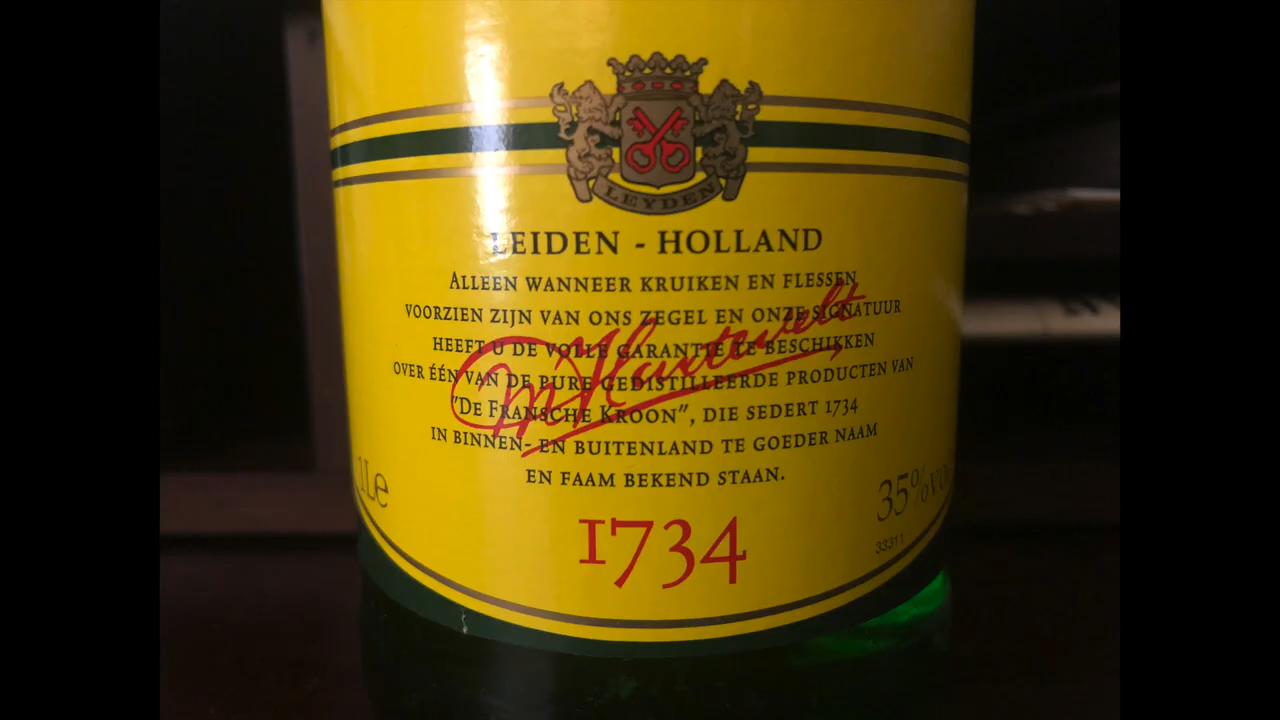 LEYDEN
LEIDEN - HOLLAND
ALLEEN WANNEER KRUIKEN EN FLESSEN
VOORZIEN ZIJN VAN ONS ZEGEL EN ONZE SIGNATUUR
HEEFT U DE VOLLE GARANTIE TE BESCHIKKEN
OVER ÉÉN VAN DE PURE GEDISTILLEERDE PRODUCTEN VAN
"DE FRANSCHE KROON", DIE SEDERT 1734
IN BINNEN- EN BUITENLAND TE GOEDER NAAM
EN FAAM BEKEND STAAN.
1Le
35%
33311
1734